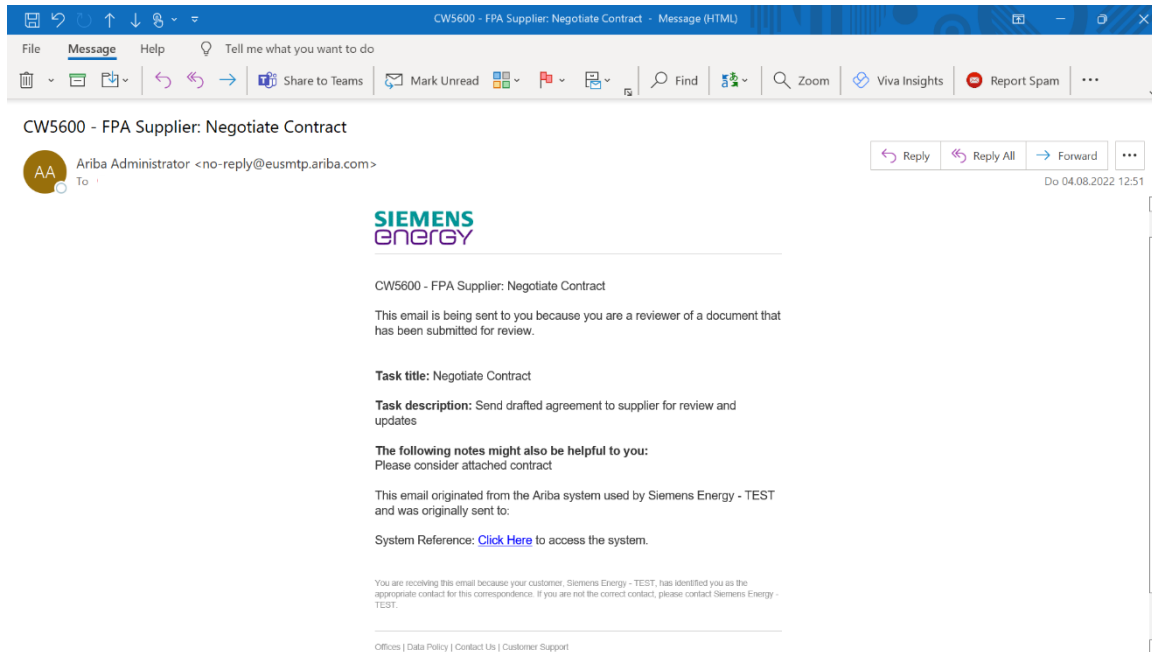 CW5600 - FPA Supplier: Negotiate Contract - Message (HTML)
File Message Help Tell me what you want to do
Share to Teams Mark Unread Find Zoom Viva Insights Report Spam
CW5600 - FPA Supplier: Negotiate Contract
AA
Ariba Administrator <no-reply@eusmtp.ariba.com>
To
Reply Reply All Forward
Do 04.08.2022 12:51
SIEMENS
energy
CW5600 - FPA Supplier: Negotiate Contract
This email is being sent to you because you are a reviewer of a document that
has been submitted for review.
Task title: Negotiate Contract
Task description: Send drafted agreement to supplier for review and
updates
The following notes might also be helpful to you:
Please consider attached contract
This email originated from the Ariba system used by Siemens Energy - TEST
and was originally sent to:
System Reference: Click Here to access the system.
You are receiving this email because your customer, Siemens Energy - TEST, has identified you as the
appropriate contact for this correspondence. If you are not the correct contact, please contact Siemens Energy -
TEST.
Offices | Data Policy | Contact Us | Customer Support